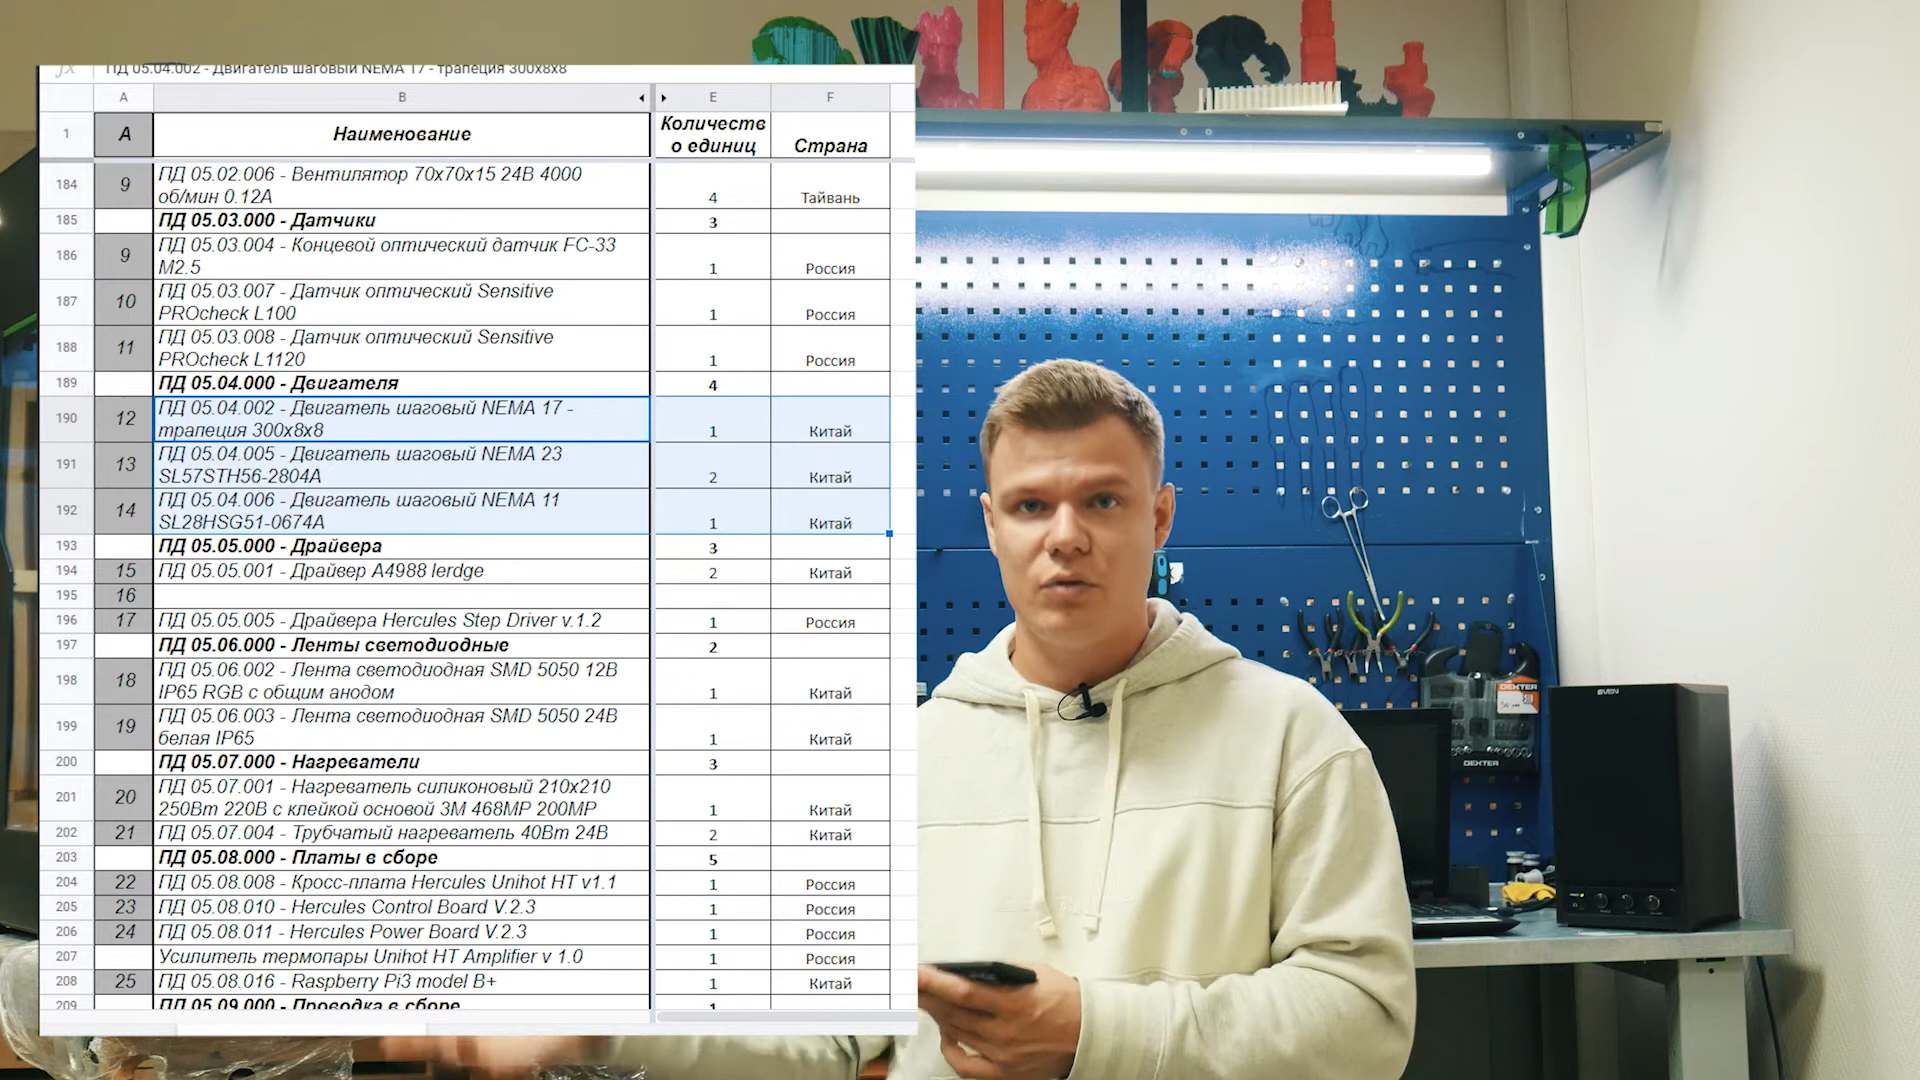 ПД 05.04.002 - Двигатель шаговый NEMA 17 - трапеция 300x8x8
A B E F
1 А Наименование Количество единиц Страна
184 9 ПД 05.02.006 - Вентилятор 70x70x15 24В 4000 об/мин 0.12А 4 Тайвань
185 ПД 05.03.000 - Датчики 3
186 9 ПД 05.03.004 - Концевой оптический датчик FC-33 М2.5 1 Россия
187 10 ПД 05.03.007 - Датчик оптический Sensitive PROcheck L100 1 Россия
188 11 ПД 05.03.008 - Датчик оптический Sensitive PROcheck L1120 1 Россия
189 ПД 05.04.000 - Двигателя 4
190 12 ПД 05.04.002 - Двигатель шаговый NEMA 17 - трапеция 300x8x8 1 Китай
191 13 ПД 05.04.005 - Двигатель шаговый NEMA 23 SL57STH56-2804A 2 Китай
192 14 ПД 05.04.006 - Двигатель шаговый NEMA 11 SL28HSG51-0674A 1 Китай
193 ПД 05.05.000 - Драйвера 3
194 15 ПД 05.05.001 - Драйвер A4988 lerdge 2 Китай
195 16
196 17 ПД 05.05.005 - Драйвера Hercules Step Driver v.1.2 1 Россия
197 ПД 05.06.000 - Ленты светодиодные 2
198 18 ПД 05.06.002 - Лента светодиодная SMD 5050 12В IP65 RGB с общим анодом 1 Китай
199 19 ПД 05.06.003 - Лента светодиодная SMD 5050 24В белая IP65 1 Китай
200 ПД 05.07.000 - Нагреватели 3
201 20 ПД 05.07.001 - Нагреватель силиконовый 210x210 250Вт 220В с клейкой основой 3M 468MP 200MP 1 Китай
202 21 ПД 05.07.004 - Трубчатый нагреватель 40Вт 24В 2 Китай
203 ПД 05.08.000 - Платы в сборе 5
204 22 ПД 05.08.008 - Кросс-плата Hercules Unihot HT v1.1 1 Россия
205 23 ПД 05.08.010 - Hercules Control Board V.2.3 1 Россия
206 24 ПД 05.08.011 - Hercules Power Board V.2.3 1 Россия
207 Усилитель термопары Unihot HT Amplifier v 1.0 1 Россия
208 25 ПД 05.08.016 - Raspberry Pi3 model B+ 1 Китай
209 ПД 05.09.000 - Проводка в сборе 1
DEXTER
DEXTER
SVEN